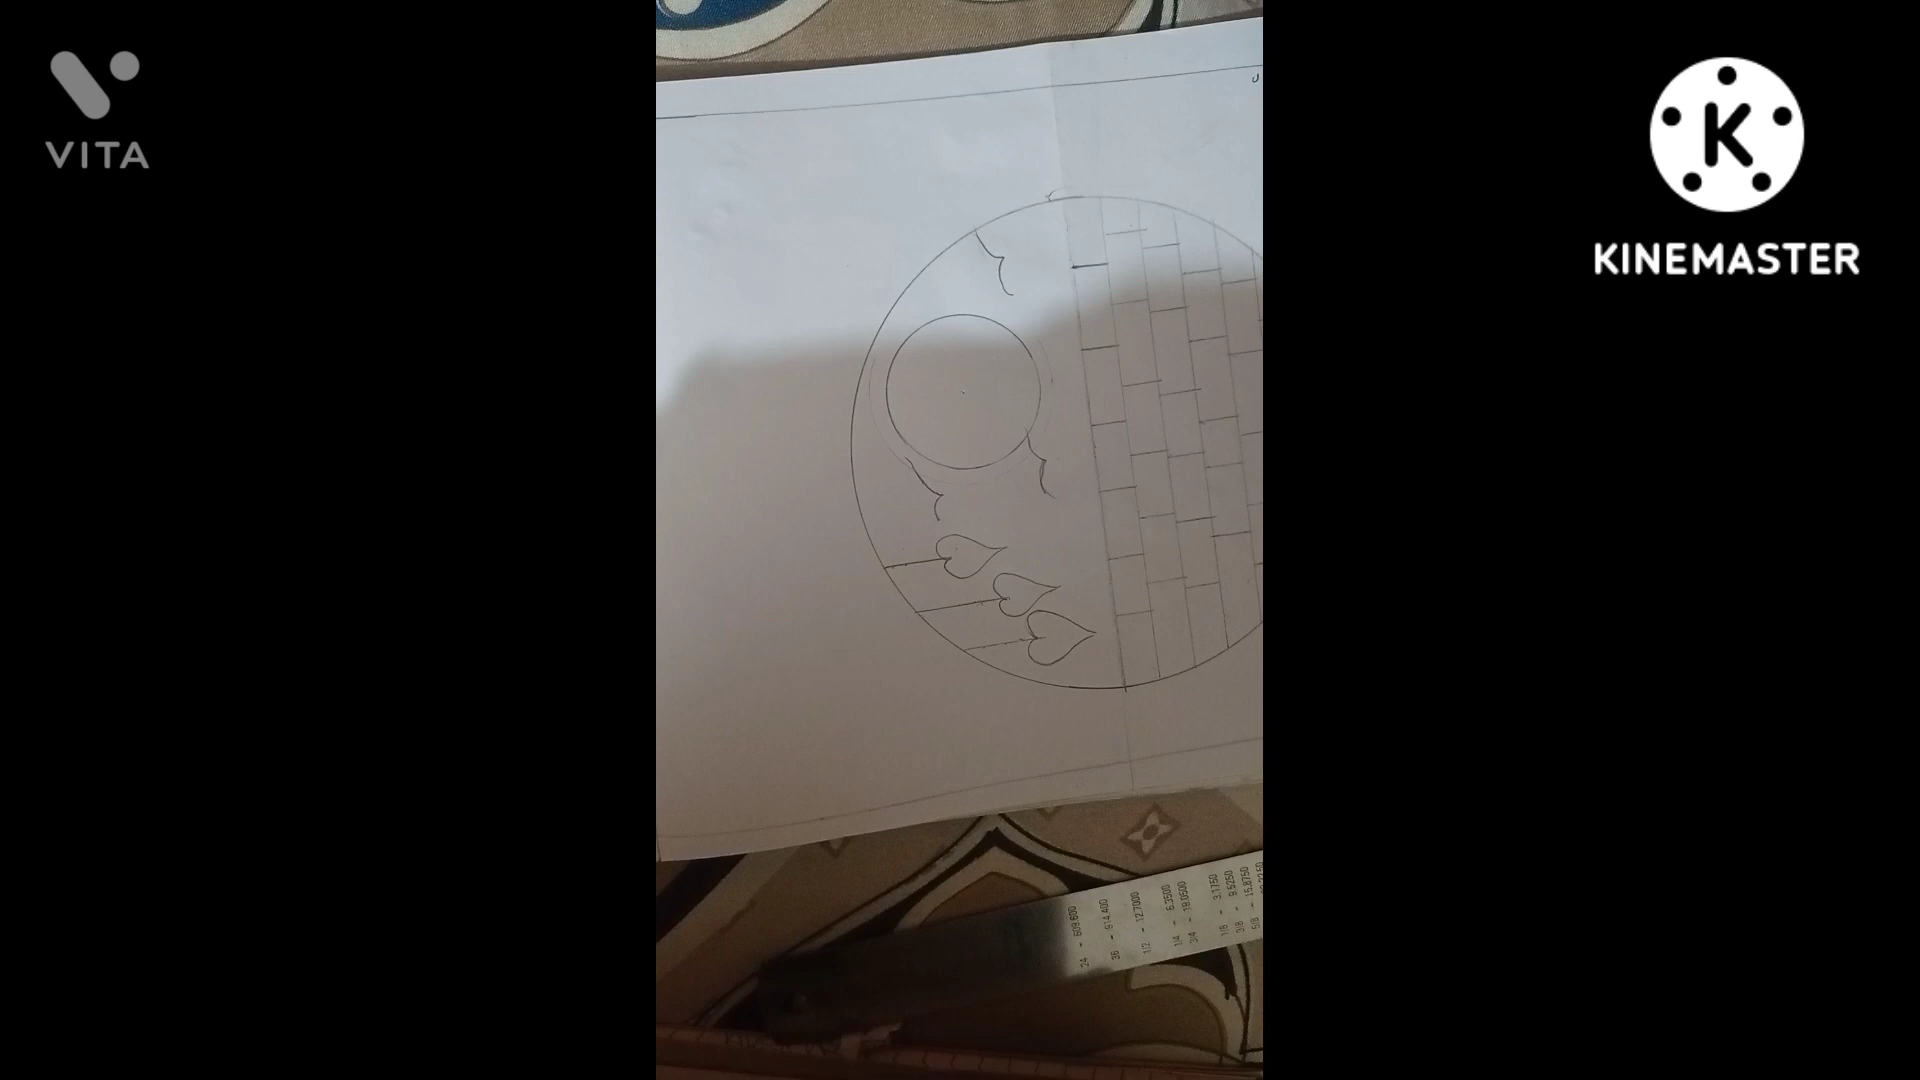 VITA
KINEMASTER
24 - 609.600
36 - 914.400
1/2 - 12.7000
1/4 - 6.3500
3/4 - 19.0500
1/8 - 3.1750
3/8 - 9.5250
5/8 - 15.8750